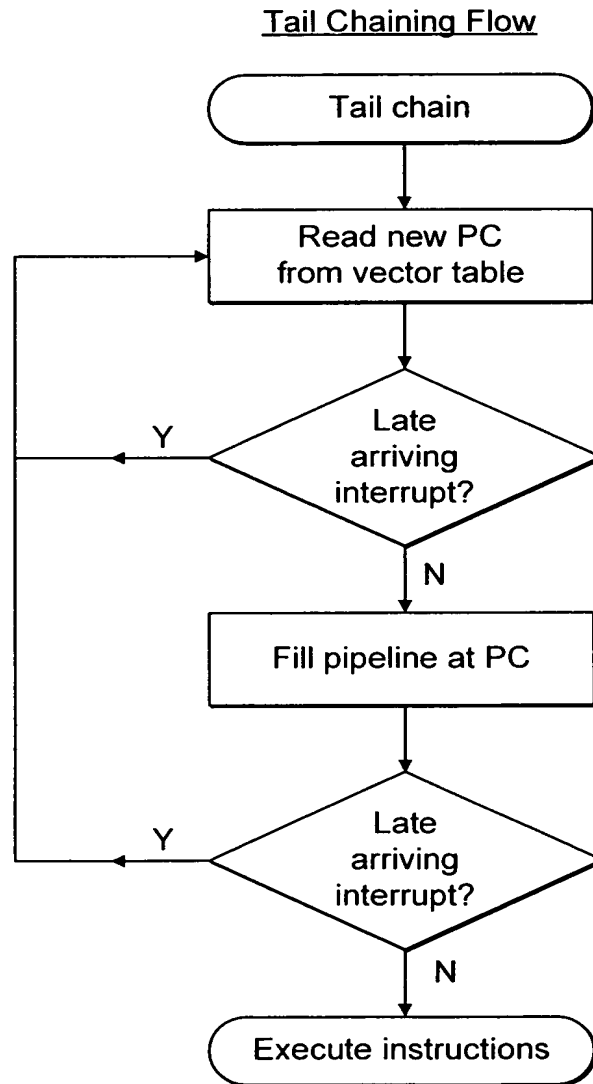 Tail Chaining Flow
Tail chain
Read new PC
from vector table
Y
Late
arriving
interrupt?
N
Fill pipeline at PC
Y
Late
arriving
interrupt?
N
Execute instructions